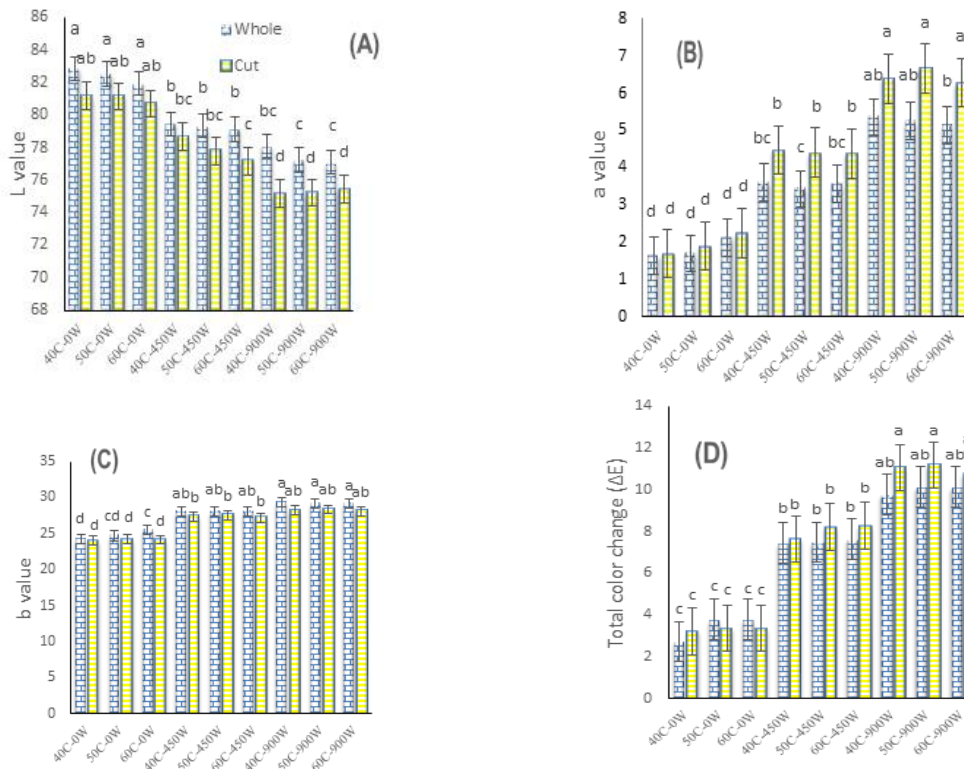 (A)
L value
86
84
82
80
78
76
74
72
70
68
Whole
Cut
a ab a ab a ab b bc b bc b c bc d c d c d
40C-0W 50C-0W 60C-0W 40C-450W 50C-450W 60C-450W 40C-900W 50C-900W 60C-900W
(B)
a value
8
7
6
5
4
3
2
1
0
d d d d d d bc b c b bc b ab a ab a b a
40C-0W 50C-0W 60C-0W 40C-450W 50C-450W 60C-450W 40C-900W 50C-900W 60C-900W
(C)
b value
35
30
25
20
15
10
5
0
d d cd d c d ab b ab b ab b a ab a ab a ab
40C-0W 50C-0W 60C-0W 40C-450W 50C-450W 60C-450W 40C-900W 50C-900W 60C-900W
(D)
Total color change (ΔE)
14
12
10
8
6
4
2
0
c c c c c c b b b b b b ab a ab a ab
40C-0W 50C-0W 60C-0W 40C-450W 50C-450W 60C-450W 40C-900W 50C-900W 60C-900W